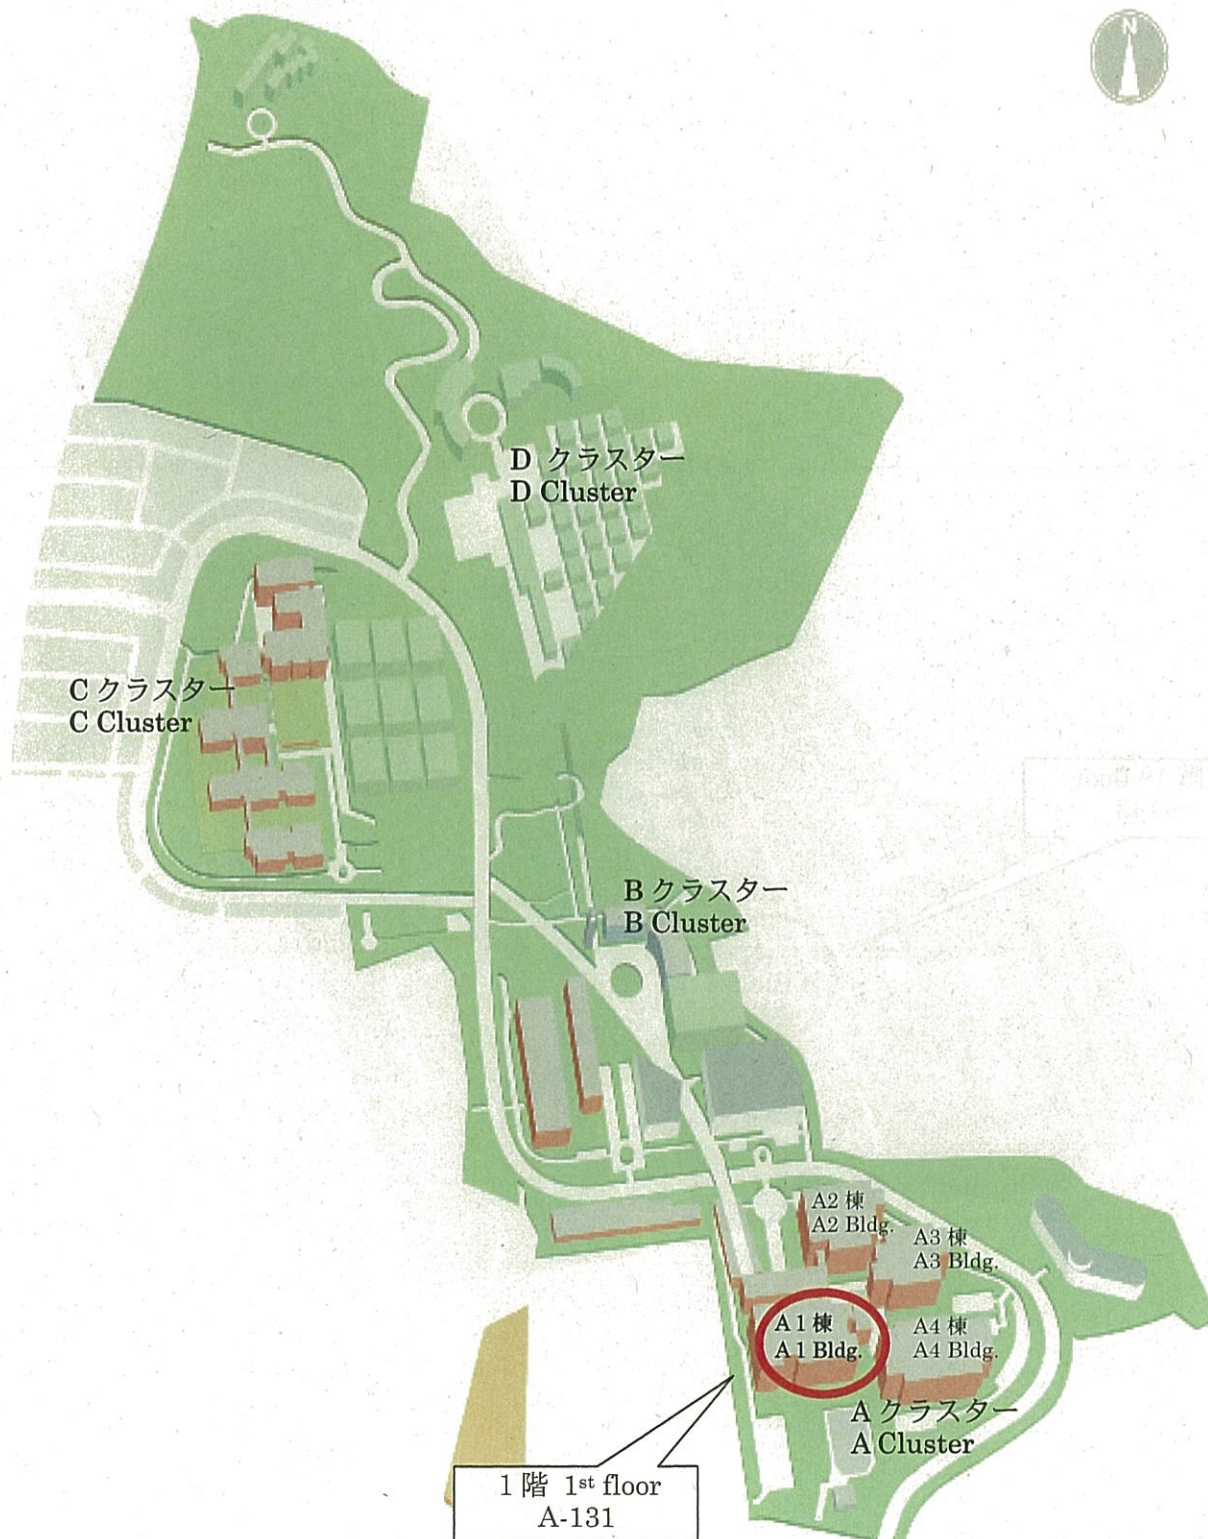 N
D クラスター
D Cluster
C クラスター
C Cluster
B クラスター
B Cluster
A2 棟
A2 Bldg.
A3 棟
A3 Bldg.
A 1 棟
A 1 Bldg.
A4 棟
A4 Bldg.
A クラスター
A Cluster
1 階 1st floor
A-131